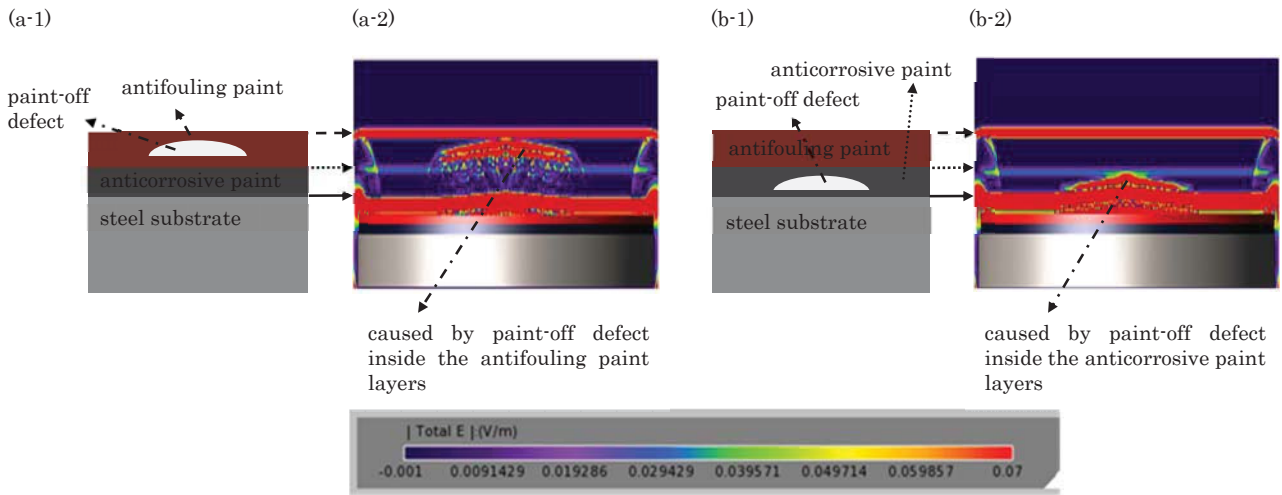 (a-1)
(a-2)
(b-1)
(b-2)
paint-off
defect
antifouling paint
anticorrosive paint
steel substrate
caused by paint-off defect
inside the antifouling paint
layers
anticorrosive paint
paint-off defect
antifouling paint
steel substrate
caused by paint-off defect
inside the anticorrosive paint
layers
| Total E |:(V/m)
-0.001 0.0091429 0.019286 0.029429 0.039571 0.049714 0.059857 0.07